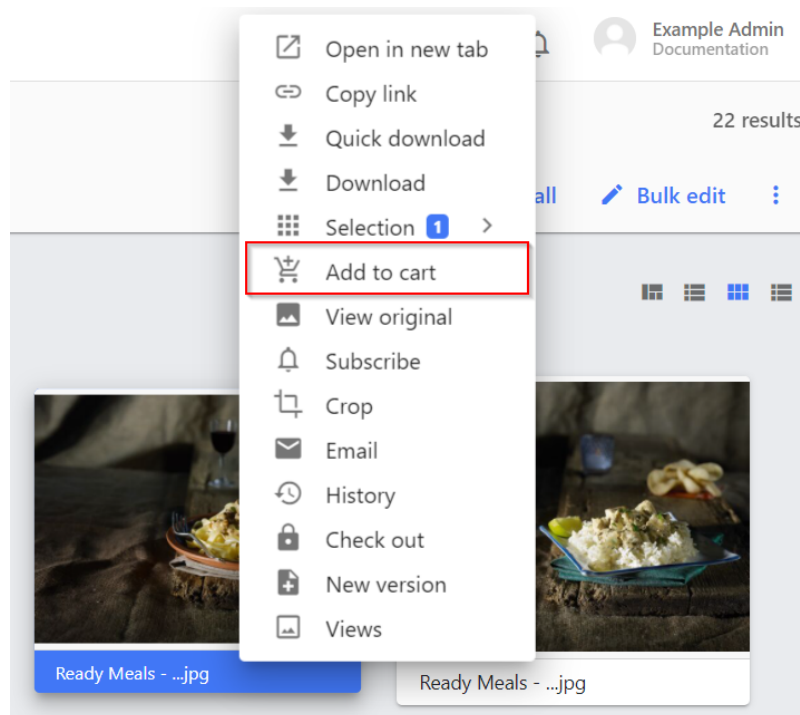 Example Admin
Documentation
22 results
all
Bulk edit
Open in new tab
Copy link
Quick download
Download
Selection 1
Add to cart
View original
Subscribe
Crop
Email
History
Check out
New version
Views
Ready Meals - ...jpg
Ready Meals - ...jpg